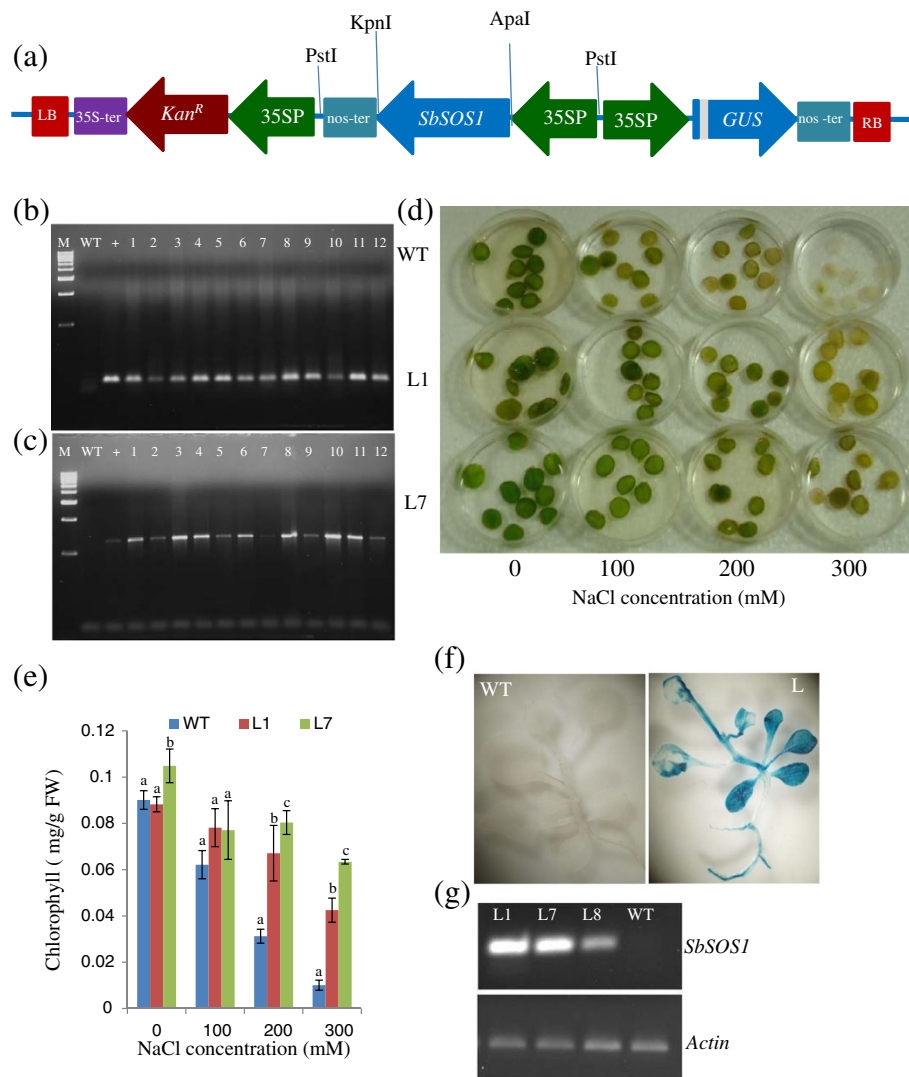 (a)
KpnI
ApaI
PstI
PstI
LB
35S-ter
KanR
35SP
nos-ter
SbSOS1
35SP
35SP
GUS
nos -ter
RB
(b)
M WT + 1 2 3 4 5 6 7 8 9 10 11 12
(c)
M WT + 1 2 3 4 5 6 7 8 9 10 11 12
(d)
WT
L1
L7
0 100 200 300
NaCl concentration (mM)
(e)
WT L1 L7
Chlorophyll ( mg/g FW)
0.12
0.1
0.08
0.06
0.04
0.02
0
a a b
a a a
a b c
a b c
0 100 200 300
NaCl concentration (mM)
(f)
WT
L
(g)
L1 L7 L8 WT
SbSOS1
Actin